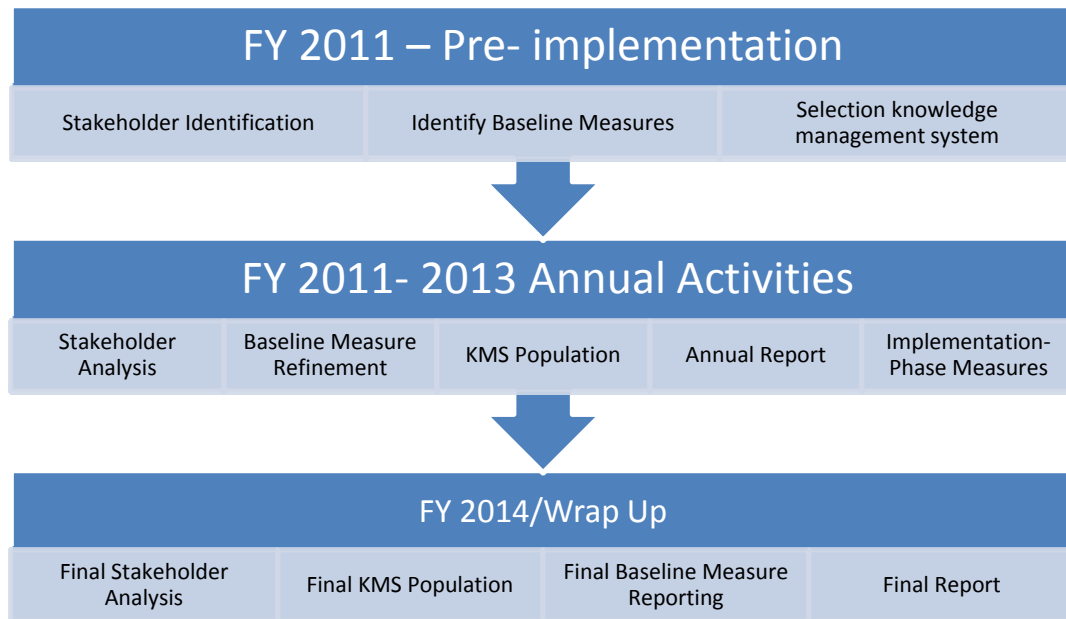 FY 2011 – Pre- implementation
Stakeholder Identification
Identify Baseline Measures
Selection knowledge
management system
FY 2011- 2013 Annual Activities
Stakeholder
Analysis
Baseline Measure
Refinement
KMS Population
Annual Report
Implementation-
Phase Measures
FY 2014/Wrap Up
Final Stakeholder
Analysis
Final KMS Population
Final Baseline Measure
Reporting
Final Report